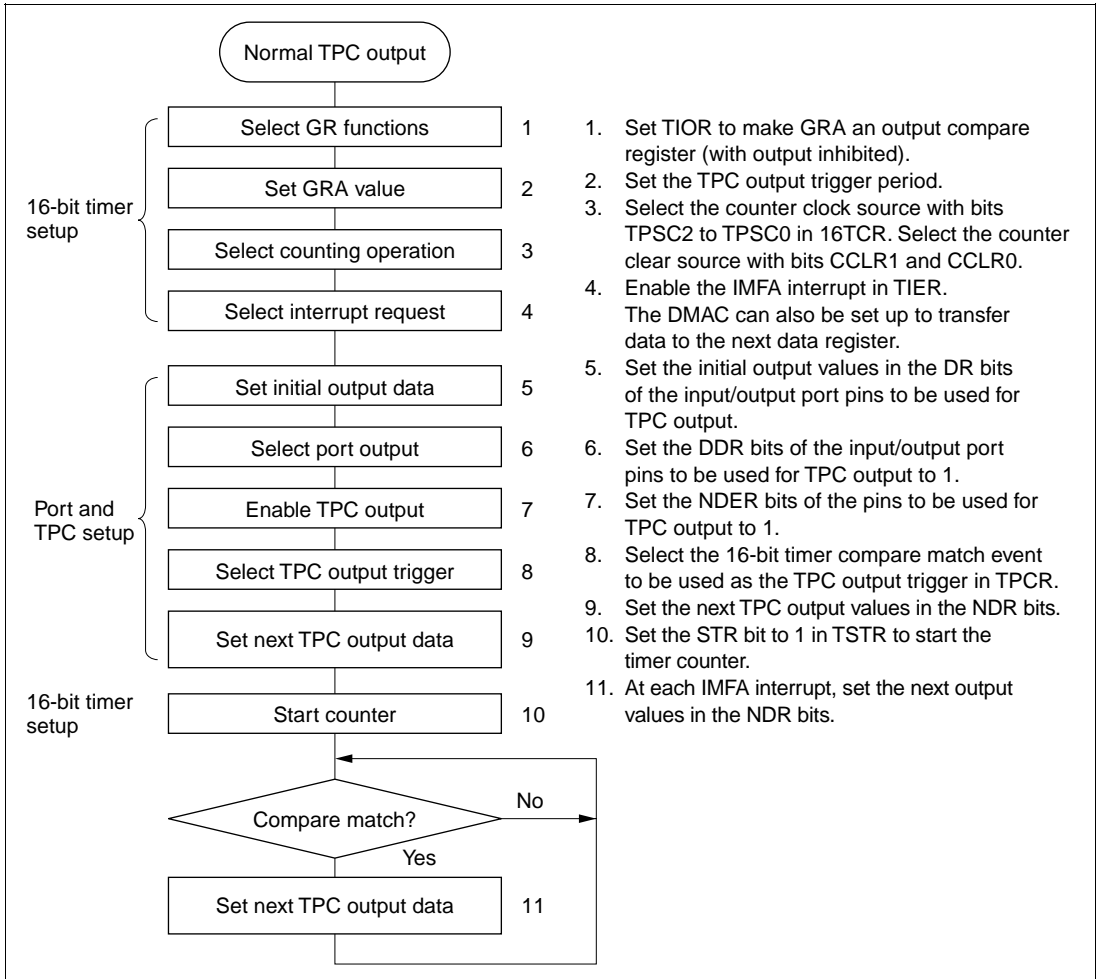 Normal TPC output
16-bit timer
setup
Select GR functions 1
Set GRA value 2
Select counting operation 3
Select interrupt request 4
Port and
TPC setup
Set initial output data 5
Select port output 6
Enable TPC output 7
Select TPC output trigger 8
Set next TPC output data 9
16-bit timer
setup
Start counter 10
Compare match?
No
Yes
Set next TPC output data 11
1. Set TIOR to make GRA an output compare
register (with output inhibited).
2. Set the TPC output trigger period.
3. Select the counter clock source with bits
TPSC2 to TPSC0 in 16TCR. Select the counter
clear source with bits CCLR1 and CCLR0.
4. Enable the IMFA interrupt in TIER.
The DMAC can also be set up to transfer
data to the next data register.
5. Set the initial output values in the DR bits
of the input/output port pins to be used for
TPC output.
6. Set the DDR bits of the input/output port
pins to be used for TPC output to 1.
7. Set the NDER bits of the pins to be used for
TPC output to 1.
8. Select the 16-bit timer compare match event
to be used as the TPC output trigger in TPCR.
9. Set the next TPC output values in the NDR bits.
10. Set the STR bit to 1 in TSTR to start the
timer counter.
11. At each IMFA interrupt, set the next output
values in the NDR bits.